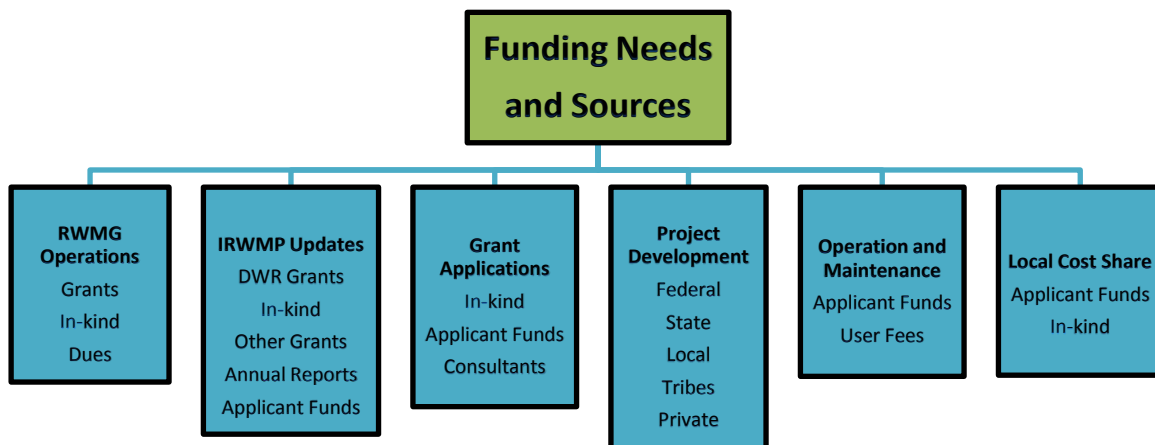 Funding Needs
and Sources
RWMG
Operations
Grants
In-kind
Dues
IRWMP Updates
DWR Grants
In-kind
Other Grants
Annual Reports
Applicant Funds
Grant
Applications
In-kind
Applicant Funds
Consultants
Project
Development
Federal
State
Local
Tribes
Private
Operation and
Maintenance
Applicant Funds
User Fees
Local Cost Share
Applicant Funds
In-kind